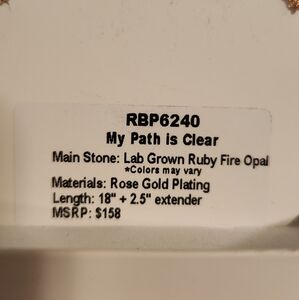 RBP6240
My Path is Clear
Main Stone: Lab Grown Ruby Fire Opal
*Colors may vary
Materials: Rose Gold Plating
Length: 18" + 2.5" extender
MSRP: $158